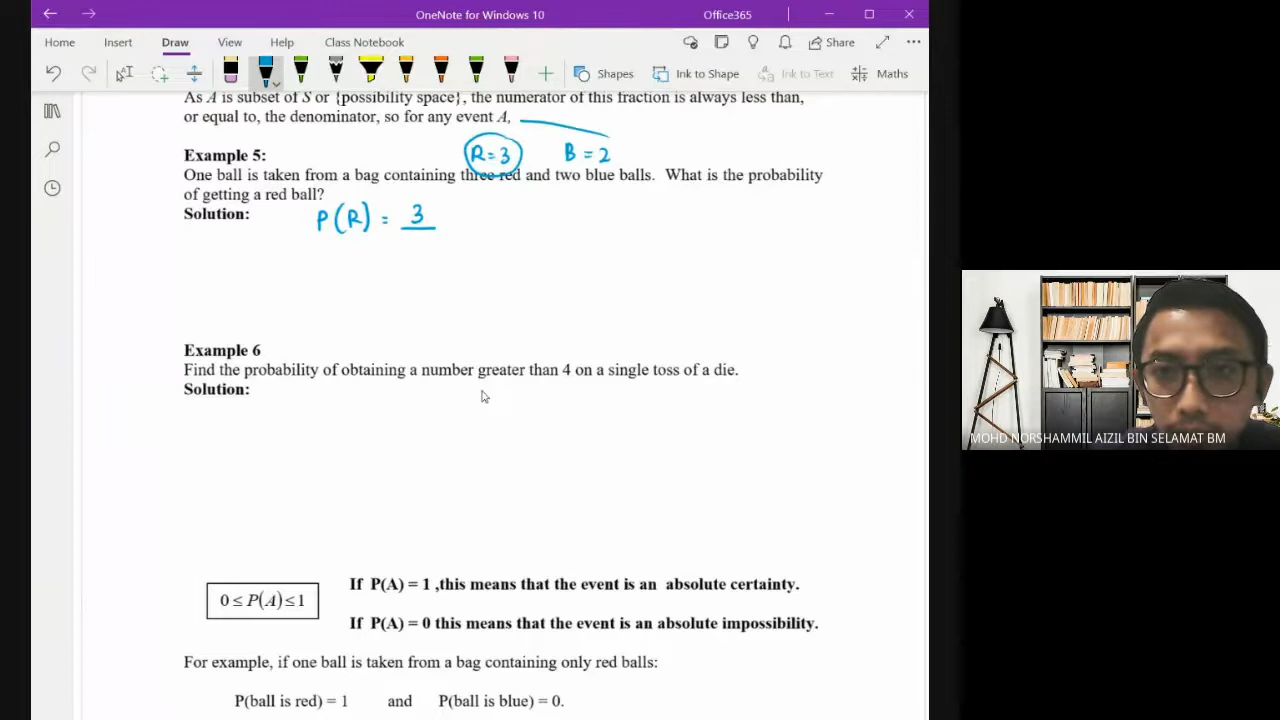 OneNote for Windows 10
Office365
Home Insert Draw View Help Class Notebook
Share
Shapes Ink to Shape Ink to Text Maths
As A is subset of S or {possibility space}, the numerator of this fraction is always less than,
or equal to, the denominator, so for any event A,
Example 5:
R=3 B = 2
One ball is taken from a bag containing three red and two blue balls. What is the probability
of getting a red ball?
Solution:
P(R) = 3
Example 6
Find the probability of obtaining a number greater than 4 on a single toss of a die.
Solution:
If P(A) = 1 ,this means that the event is an absolute certainty.
0 ≤ P(A) ≤ 1
If P(A) = 0 this means that the event is an absolute impossibility.
For example, if one ball is taken from a bag containing only red balls:
P(ball is red) = 1 and P(ball is blue) = 0.
MOHD NORSHAMMIL AIZIL BIN SELAMAT BM